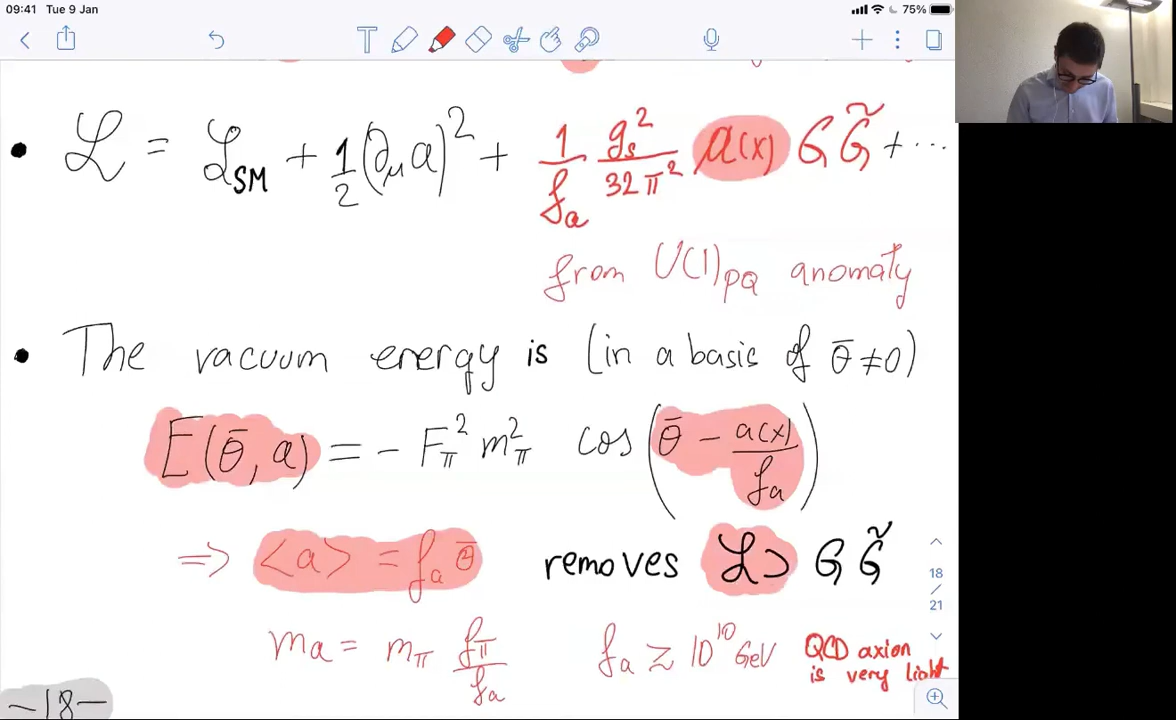 09:41 Tue 9 Jan 75%
• ℒ = ℒ_SM + 1/2 (∂_μ a)² + 1/f_a g_s²/32π² a(x) G G̃ + ...
from U(1)_PQ anomaly
• The vacuum energy is (in a basis of θ̄ ≠ 0)
E(θ̄, a) = − F_π² m_π² cos(θ̄ − a(x)/f_a)
⇒ <a> = f_a θ̄ removes ℒ ⊃ G G̃
m_a = m_π f_π/f_a f_a ≳ 10¹⁰ GeV QCD axion
is very light
18
/
21
-18-